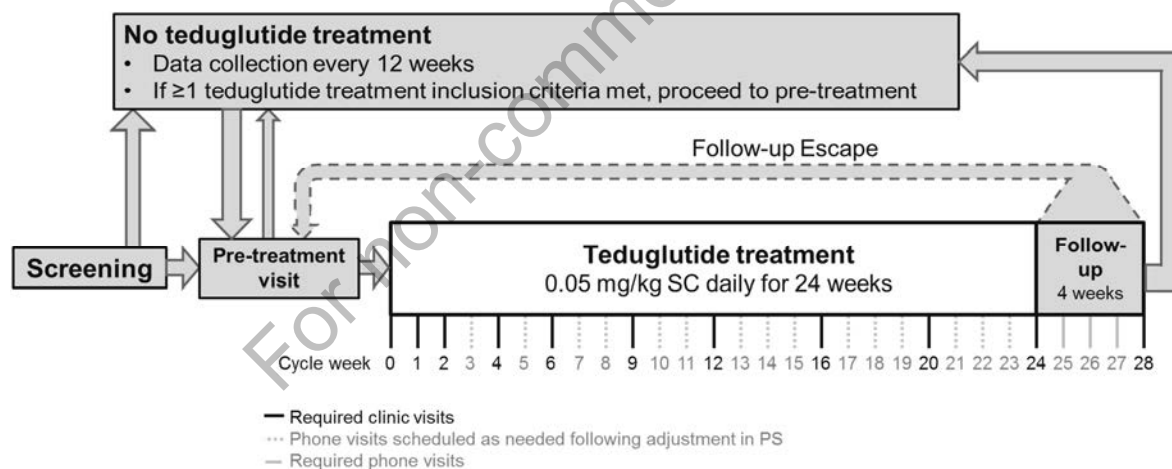 No teduglutide treatment
• Data collection every 12 weeks
• If ≥1 teduglutide treatment inclusion criteria met, proceed to pre-treatment
Follow-up Escape
Screening
Pre-treatment
visit
Teduglutide treatment
0.05 mg/kg SC daily for 24 weeks
Follow-
up
4 weeks
Cycle week 0 1 2 3 4 5 6 7 8 9 10 11 12 13 14 15 16 17 18 19 20 21 22 23 24 25 26 27 28
Required clinic visits
Phone visits scheduled as needed following adjustment in PS
Required phone visits
For mon-comme